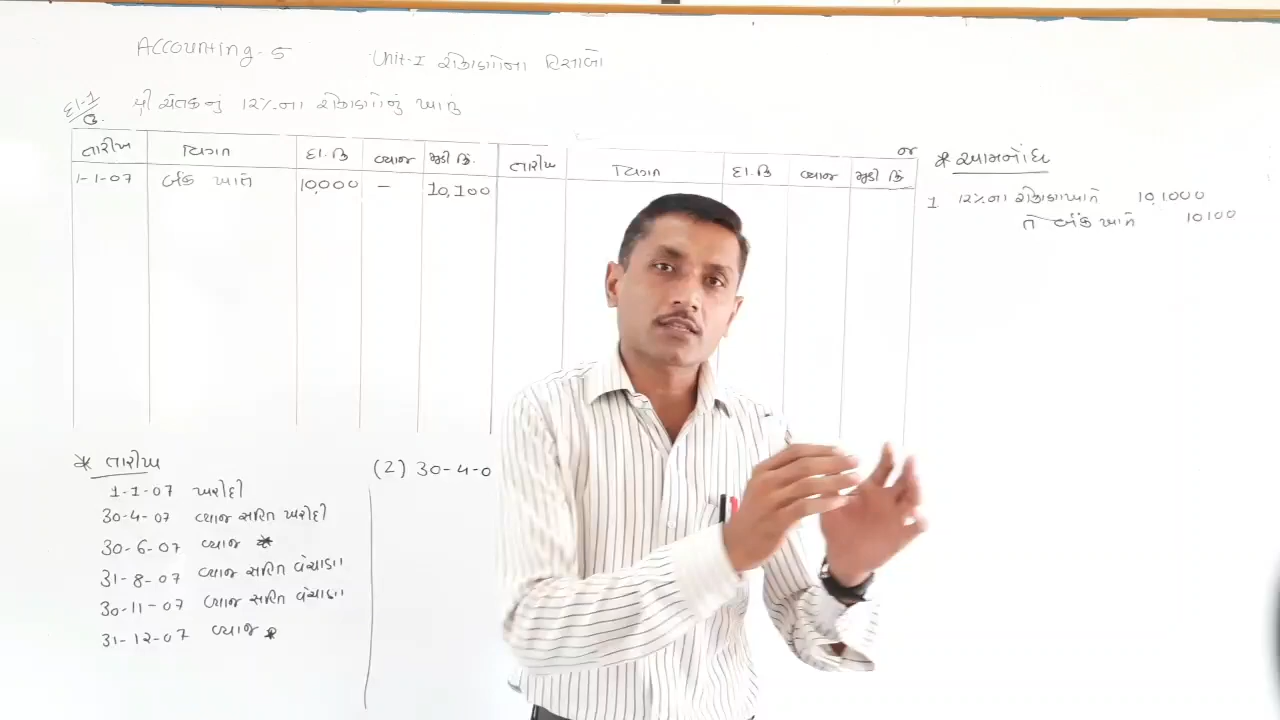 Accounting - 5
Unit-I રોકાણોના હિસાબો
દા-1
શ્રી ચેતકનું 12% ના રોકાણોનું ખાતું
ઉ.
જ
તારીખ વિગત દા.કિ વ્યાજ મુડી કિ. તારીખ વિગત દા.કિ વ્યાજ મુડી કિ.
1-1-07 બેંક ખાતે 10,000 – 10,100
* આમનોંધ
1 12% ના રોકાણ ખાતે 10,1000
તે બેંક ખાતે 10100
* તારીખ
1-1-07 ખરીદી
30-4-07 વ્યાજ સહિત ખરીદી
30-6-07 વ્યાજ *
31-8-07 વ્યાજ સહિત વેચાણ
30-11-07 વ્યાજ સહિત વેચાણ
31-12-07 વ્યાજ *
(2) 30-4-0